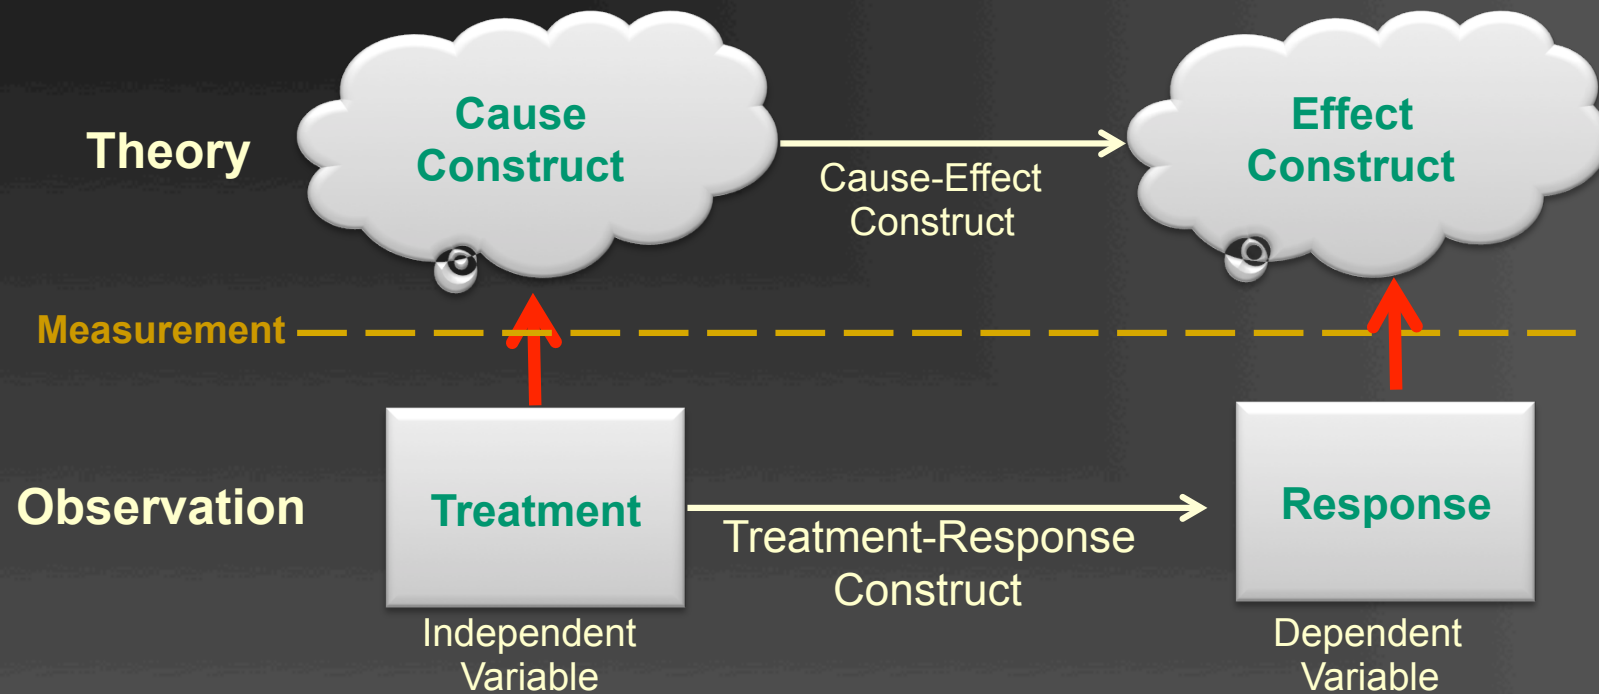 Theory
Cause
Construct
Cause-Effect
Construct
Effect
Construct
Measurement
Observation
Treatment
Treatment-Response
Construct
Response
Independent
Variable
Dependent
Variable